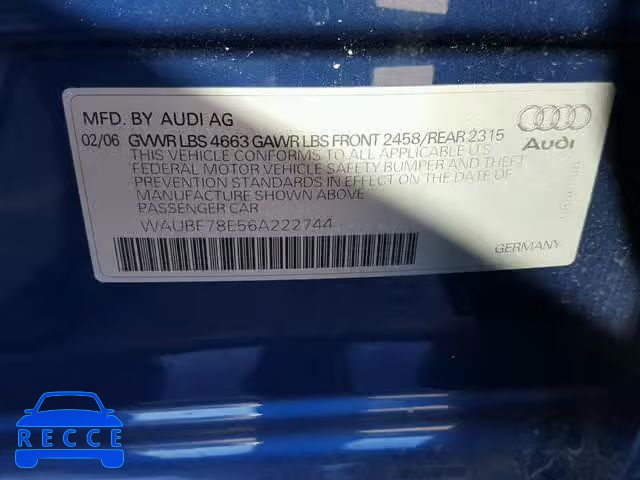 MFD. BY AUDI AG
02/06 GVWR LBS 4663 GAWR LBS FRONT 2458/REAR 2315
THIS VEHICLE CONFORMS TO ALL APPLICABLE U.S.
FEDERAL MOTOR VEHICLE SAFETY BUMPER AND THEFT
PREVENTION STANDARDS IN EFFECT ON THE DATE OF
MANUFACTURE SHOWN ABOVE
PASSENGER CAR
WAUBF78E56A222744
Audi
GERMANY
RECCE